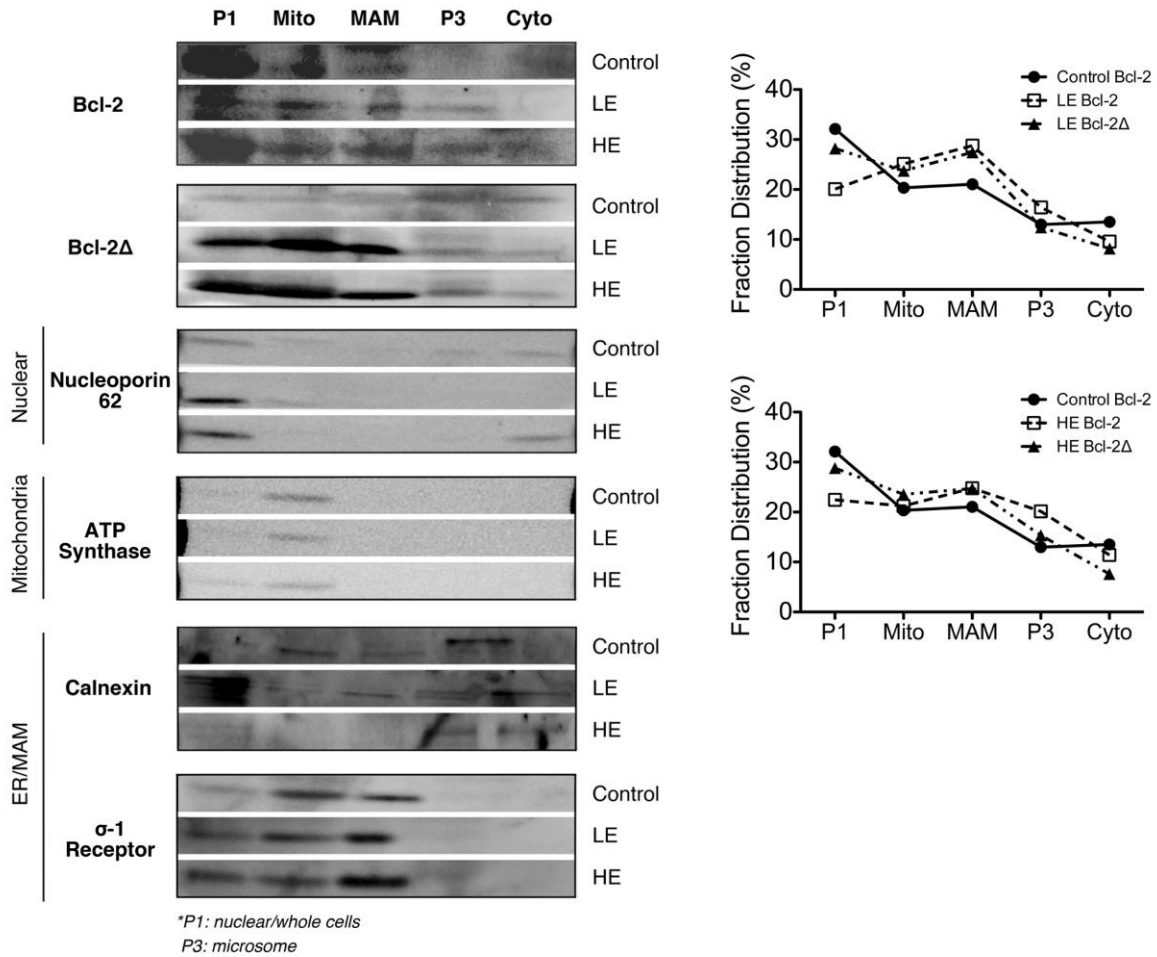 P1 Mito MAM P3 Cyto
Bcl-2
Control
LE
HE
Bcl-2Δ
Control
LE
HE
Nuclear
Nucleoporin
62
Control
LE
HE
Mitochondria
ATP
Synthase
Control
LE
HE
ER/MAM
Calnexin
Control
LE
HE
σ-1
Receptor
Control
LE
HE
*P1: nuclear/whole cells
P3: microsome
Fraction Distribution (%)
40
30
20
10
0
P1 Mito MAM P3 Cyto
Control Bcl-2
LE Bcl-2
LE Bcl-2Δ
Fraction Distribution (%)
40
30
20
10
0
P1 Mito MAM P3 Cyto
Control Bcl-2
HE Bcl-2
HE Bcl-2Δ